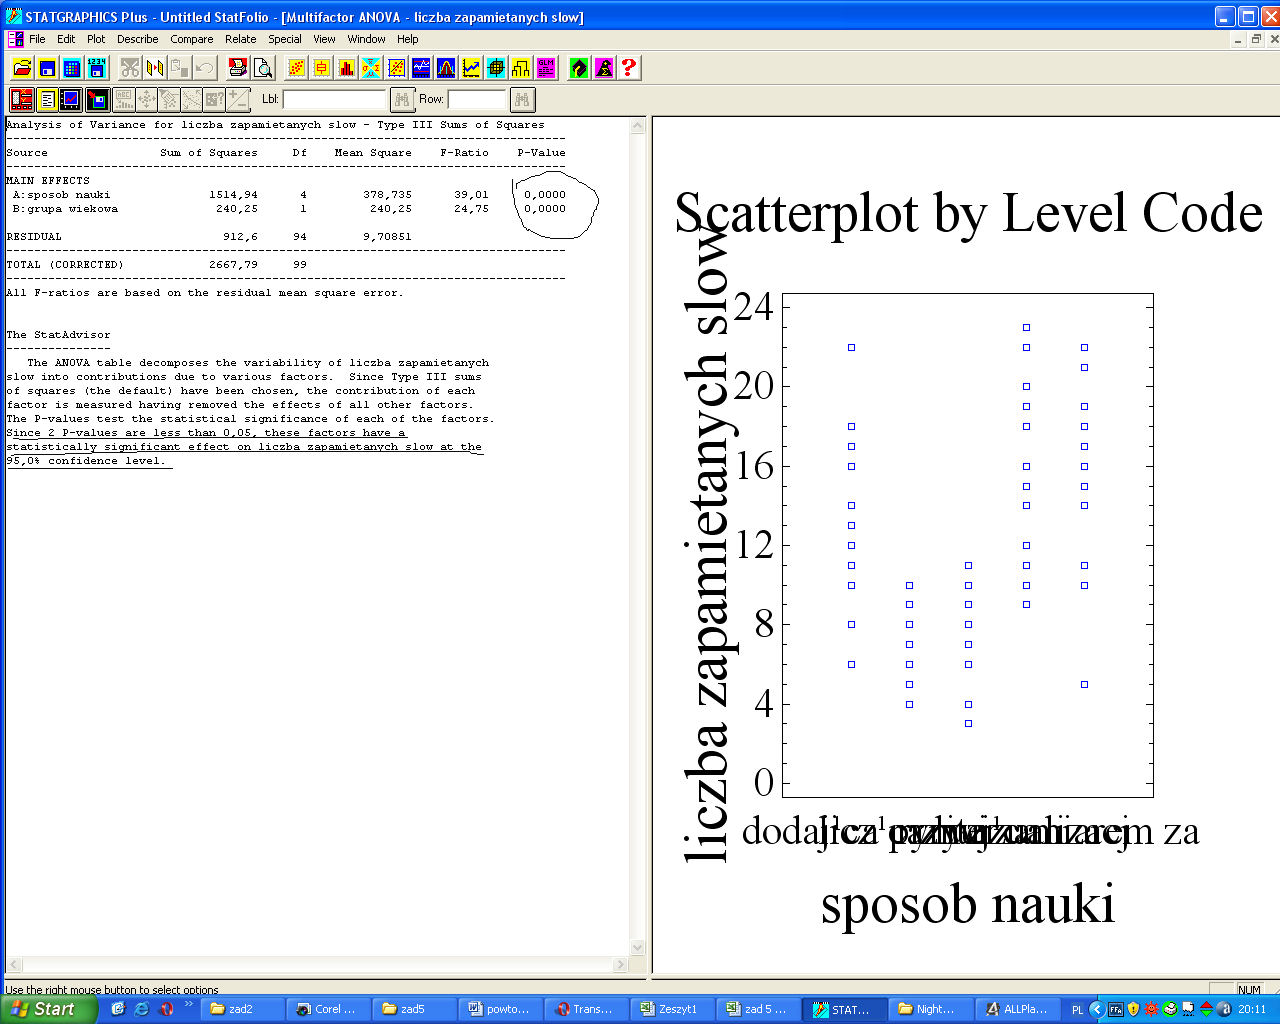 STATGRAPHICS Plus - Untitled StatFolio - [Multifactor ANOVA - liczba zapamietanych slow]
File Edit Plot Describe Compare Relate Special View Window Help
Lbl: Row:
Analysis of Variance for liczba zapamietanych slow - Type III Sums of Squares
Source Sum of Squares Df Mean Square F-Ratio P-Value
MAIN EFFECTS
A:sposob nauki 1514,94 4 378,735 39,01 0,0000
B:grupa wiekowa 240,25 1 240,25 24,75 0,0000
RESIDUAL 912,6 94 9,70851
TOTAL (CORRECTED) 2667,79 99
All F-ratios are based on the residual mean square error.
The StatAdvisor
The ANOVA table decomposes the variability of liczba zapamietanych
slow into contributions due to various factors. Since Type III sums
of squares (the default) have been chosen, the contribution of each
factor is measured having removed the effects of all other factors.
The P-values test the statistical significance of each of the factors.
Since 2 P-values are less than 0,05, these factors have a
statistically significant effect on liczba zapamietanych slow at the
95,0% confidence level.
Scatterplot by Level Code
liczba zapamietanych slow
24
20
16
12
8
4
0
sposob nauki
Use the right mouse button to select options
NUM
Start zad2 Corel ... zad5 powto... Trans... Zeszyt1 zad 5 ... STAT... Night... ALLPla... PL 20:11